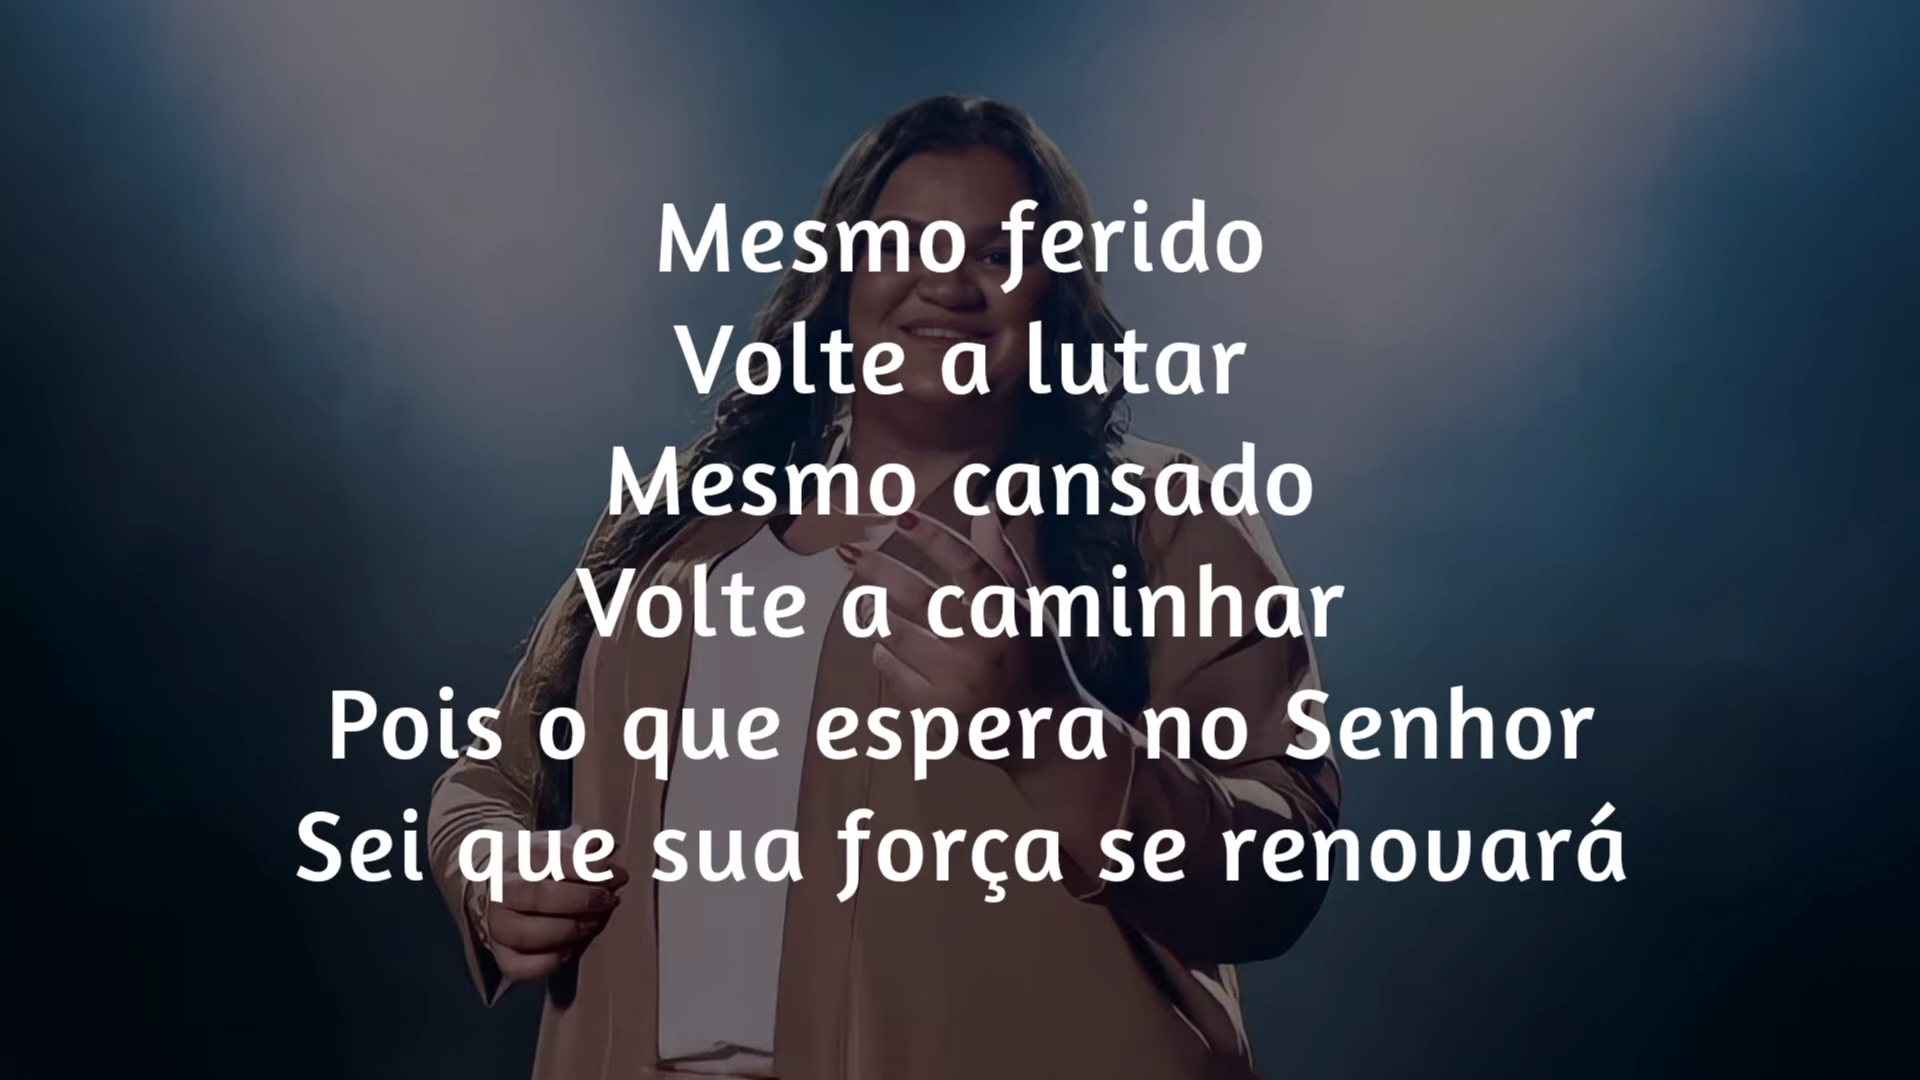 Mesmo ferido
Volte a lutar
Mesmo cansado
Volte a caminhar
Pois o que espera no Senhor
Sei que sua força se renovará